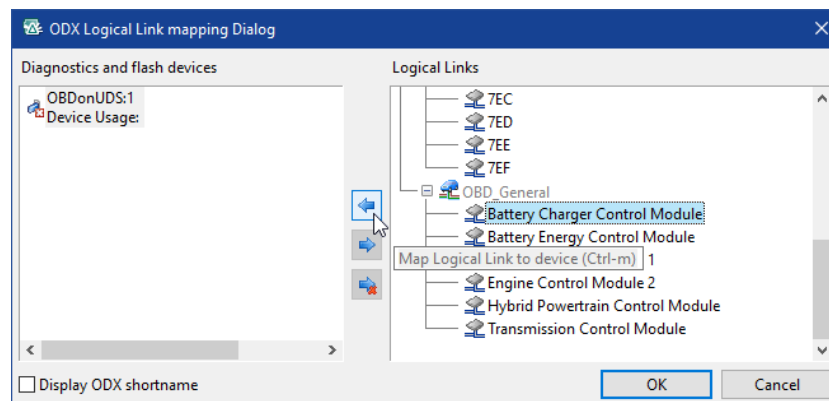 ODX Logical Link mapping Dialog
Diagnostics and flash devices
Logical Links
OBDonUDS:1
Device Usage:
7EC
7ED
7EE
7EF
OBD_General
Battery Charger Control Module
Battery Energy Control Module
Map Logical Link to device (Ctrl-m) 1
Engine Control Module 2
Hybrid Powertrain Control Module
Transmission Control Module
Display ODX shortname
OK
Cancel